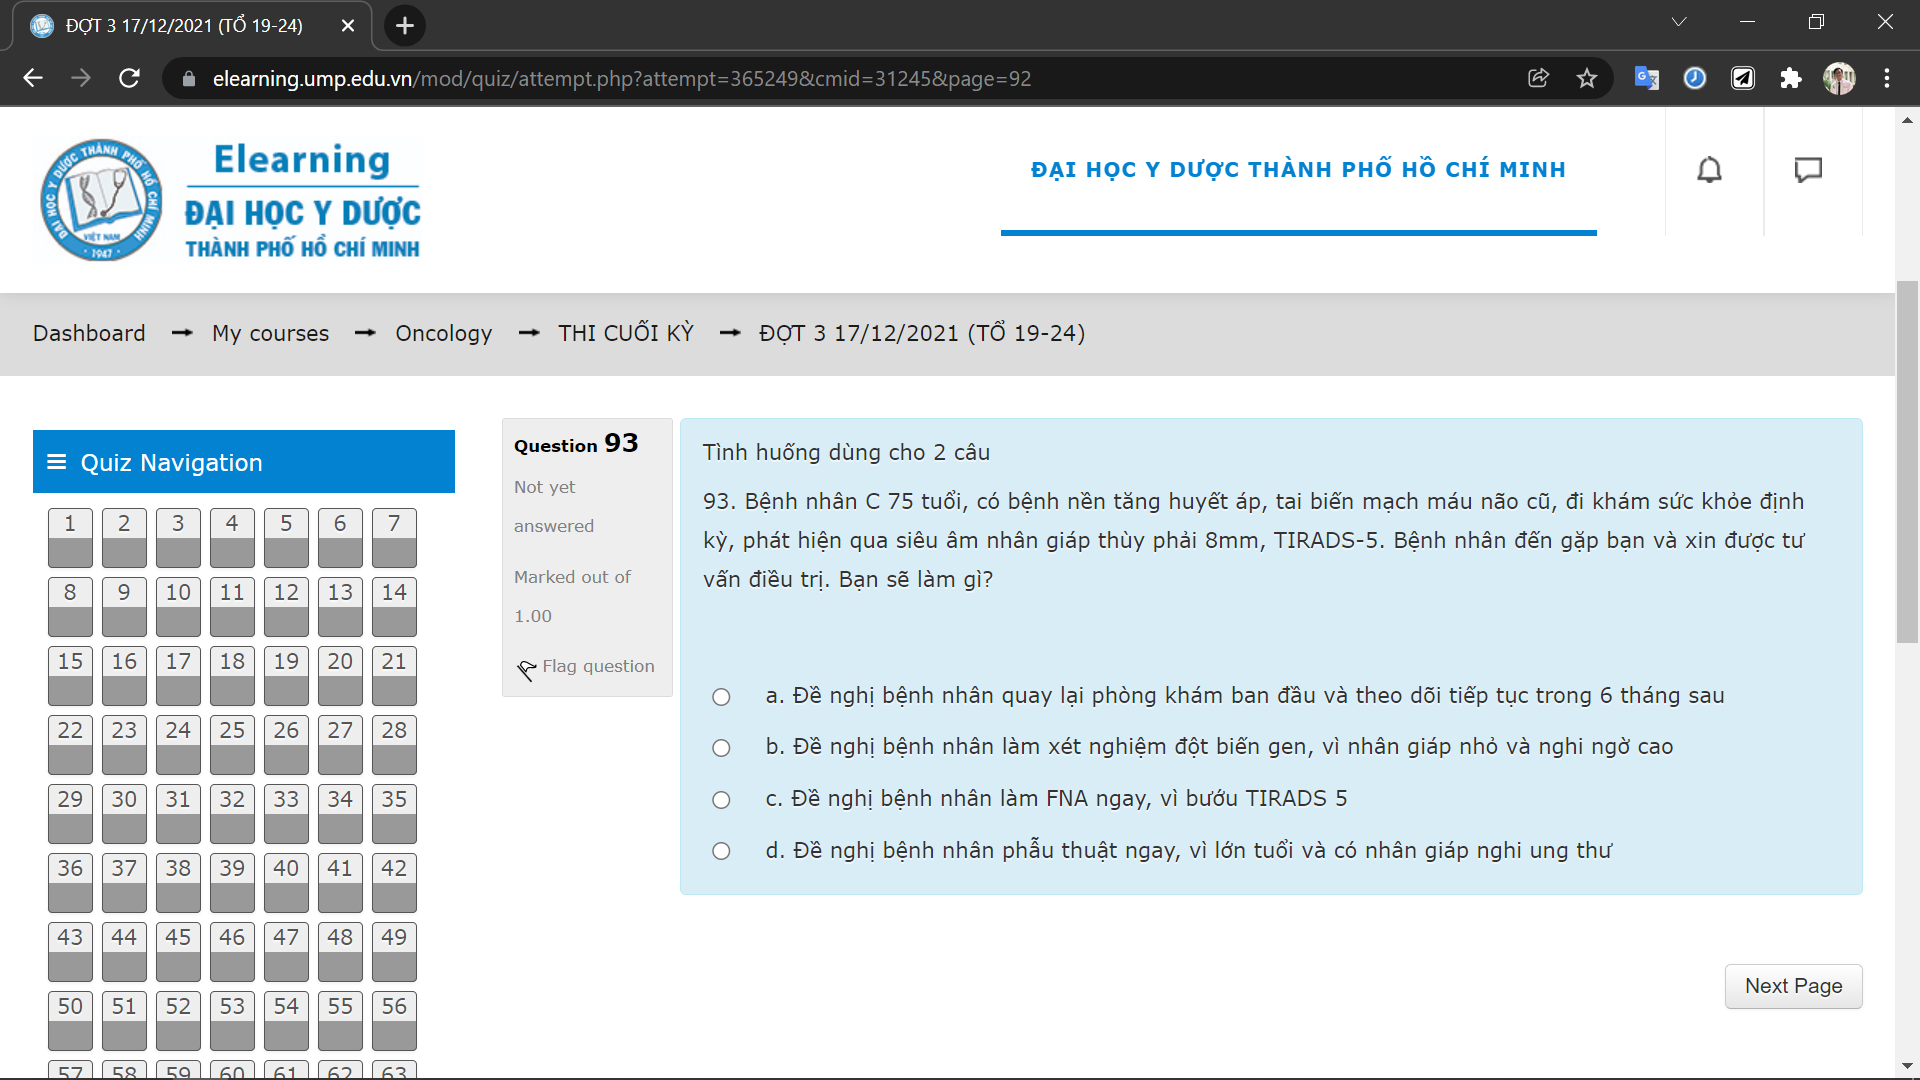 ĐỢT 3 17/12/2021 (TỔ 19-24)
elearning.ump.edu.vn/mod/quiz/attempt.php?attempt=365249&cmid=31245&page=92
ĐẠI HỌC Y DƯỢC THÀNH PHỐ HỒ CHÍ MINH
VIỆT NAM
1947
Elearning
ĐẠI HỌC Y DƯỢC
THÀNH PHỐ HỒ CHÍ MINH
ĐẠI HỌC Y DƯỢC THÀNH PHỐ HỒ CHÍ MINH
Dashboard → My courses → Oncology → THI CUỐI KỲ → ĐỢT 3 17/12/2021 (TỔ 19-24)
Quiz Navigation
1 2 3 4 5 6 7
8 9 10 11 12 13 14
15 16 17 18 19 20 21
22 23 24 25 26 27 28
29 30 31 32 33 34 35
36 37 38 39 40 41 42
43 44 45 46 47 48 49
50 51 52 53 54 55 56
57 58 59 60 61 62 63
Question 93
Not yet
answered
Marked out of
1.00
Flag question
Tình huống dùng cho 2 câu
93. Bệnh nhân C 75 tuổi, có bệnh nền tăng huyết áp, tai biến mạch máu não cũ, đi khám sức khỏe định
kỳ, phát hiện qua siêu âm nhân giáp thùy phải 8mm, TIRADS-5. Bệnh nhân đến gặp bạn và xin được tư
vấn điều trị. Bạn sẽ làm gì?
a. Đề nghị bệnh nhân quay lại phòng khám ban đầu và theo dõi tiếp tục trong 6 tháng sau
b. Đề nghị bệnh nhân làm xét nghiệm đột biến gen, vì nhân giáp nhỏ và nghi ngờ cao
c. Đề nghị bệnh nhân làm FNA ngay, vì bướu TIRADS 5
d. Đề nghị bệnh nhân phẫu thuật ngay, vì lớn tuổi và có nhân giáp nghi ung thư
Next Page